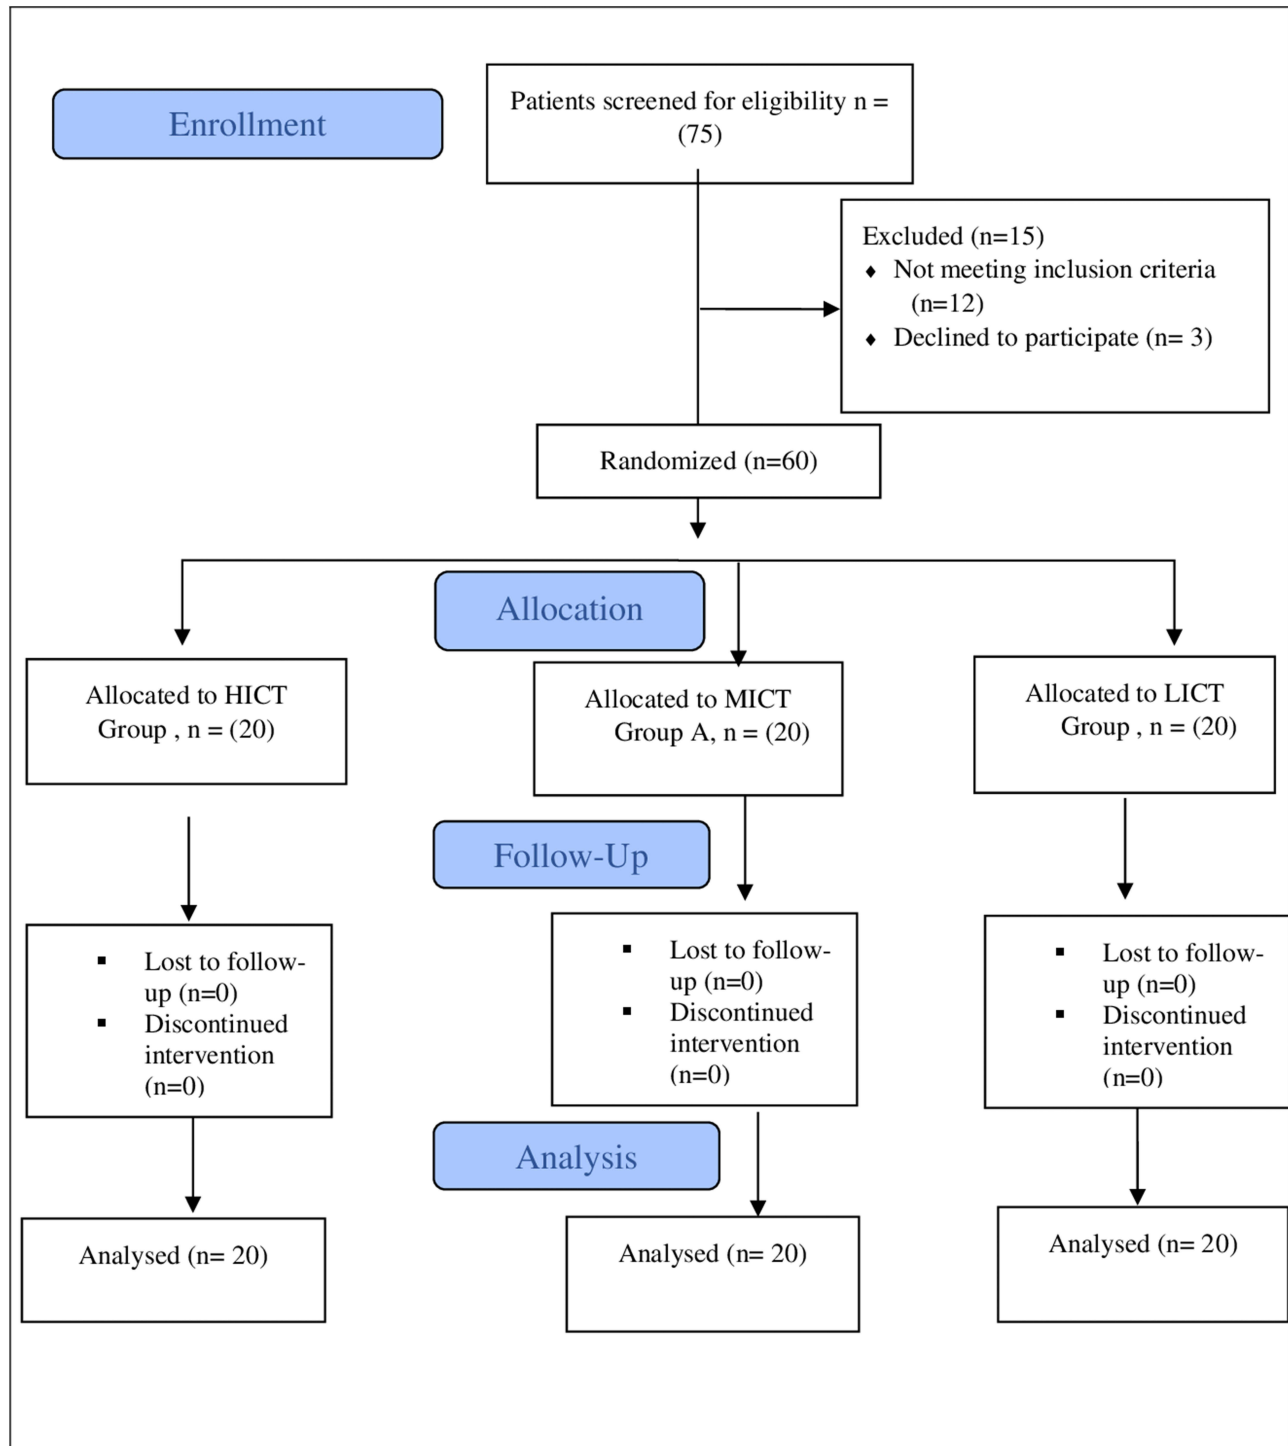 Enrollment
Patients screened for eligibility n =
(75)
Excluded (n=15)
♦ Not meeting inclusion criteria
(n=12)
♦ Declined to participate (n= 3)
Randomized (n=60)
Allocation
Allocated to HICT
Group , n = (20)
Allocated to MICT
Group A, n = (20)
Allocated to LICT
Group , n = (20)
Follow-Up
▪ Lost to follow-
up (n=0)
▪ Discontinued
intervention
(n=0)
▪ Lost to follow-
up (n=0)
▪ Discontinued
intervention
(n=0)
▪ Lost to follow-
up (n=0)
▪ Discontinued
intervention
(n=0)
Analysis
Analysed (n= 20)
Analysed (n= 20)
Analysed (n= 20)